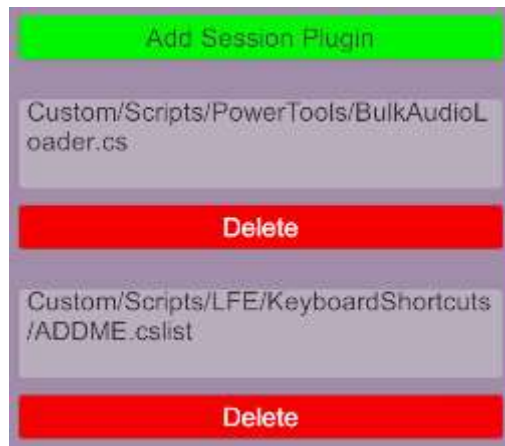 Add Session Plugin
Custom/Scripts/PowerTools/BulkAudioL
oader.cs
Delete
Custom/Scripts/LFE/KeyboardShortcuts
/ADDME.cslist
Delete